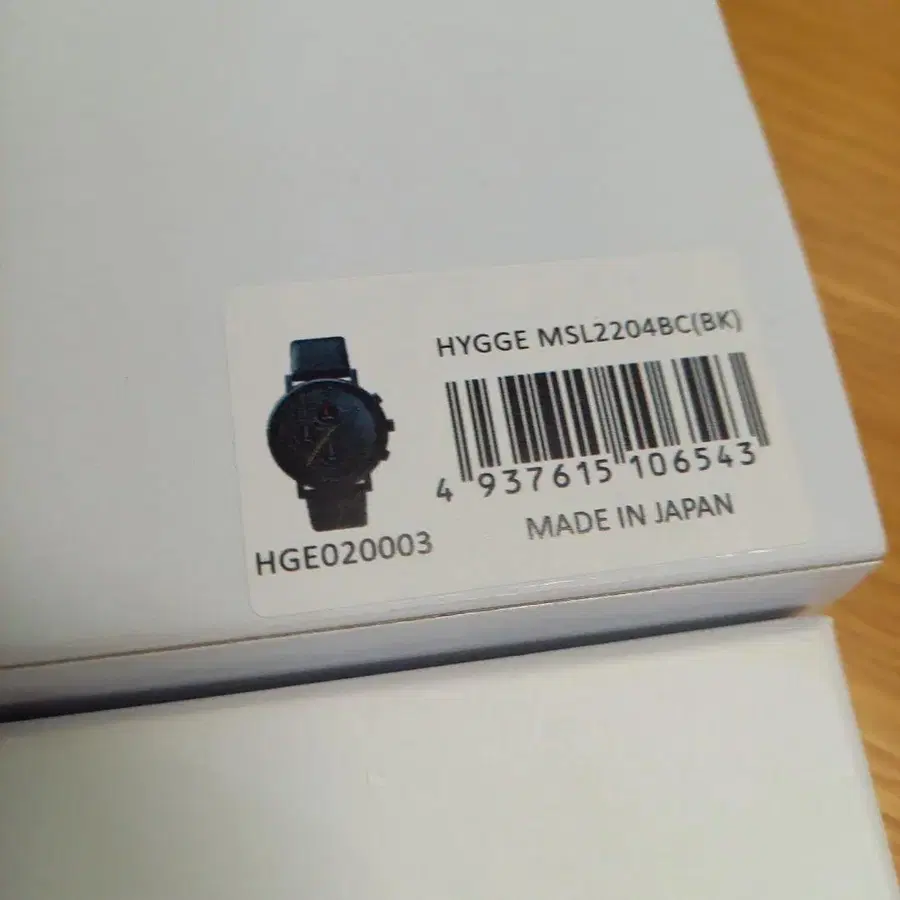 HYGGE MSL2204BC(BK)
4 937615 106543
MADE IN JAPAN
HGE020003